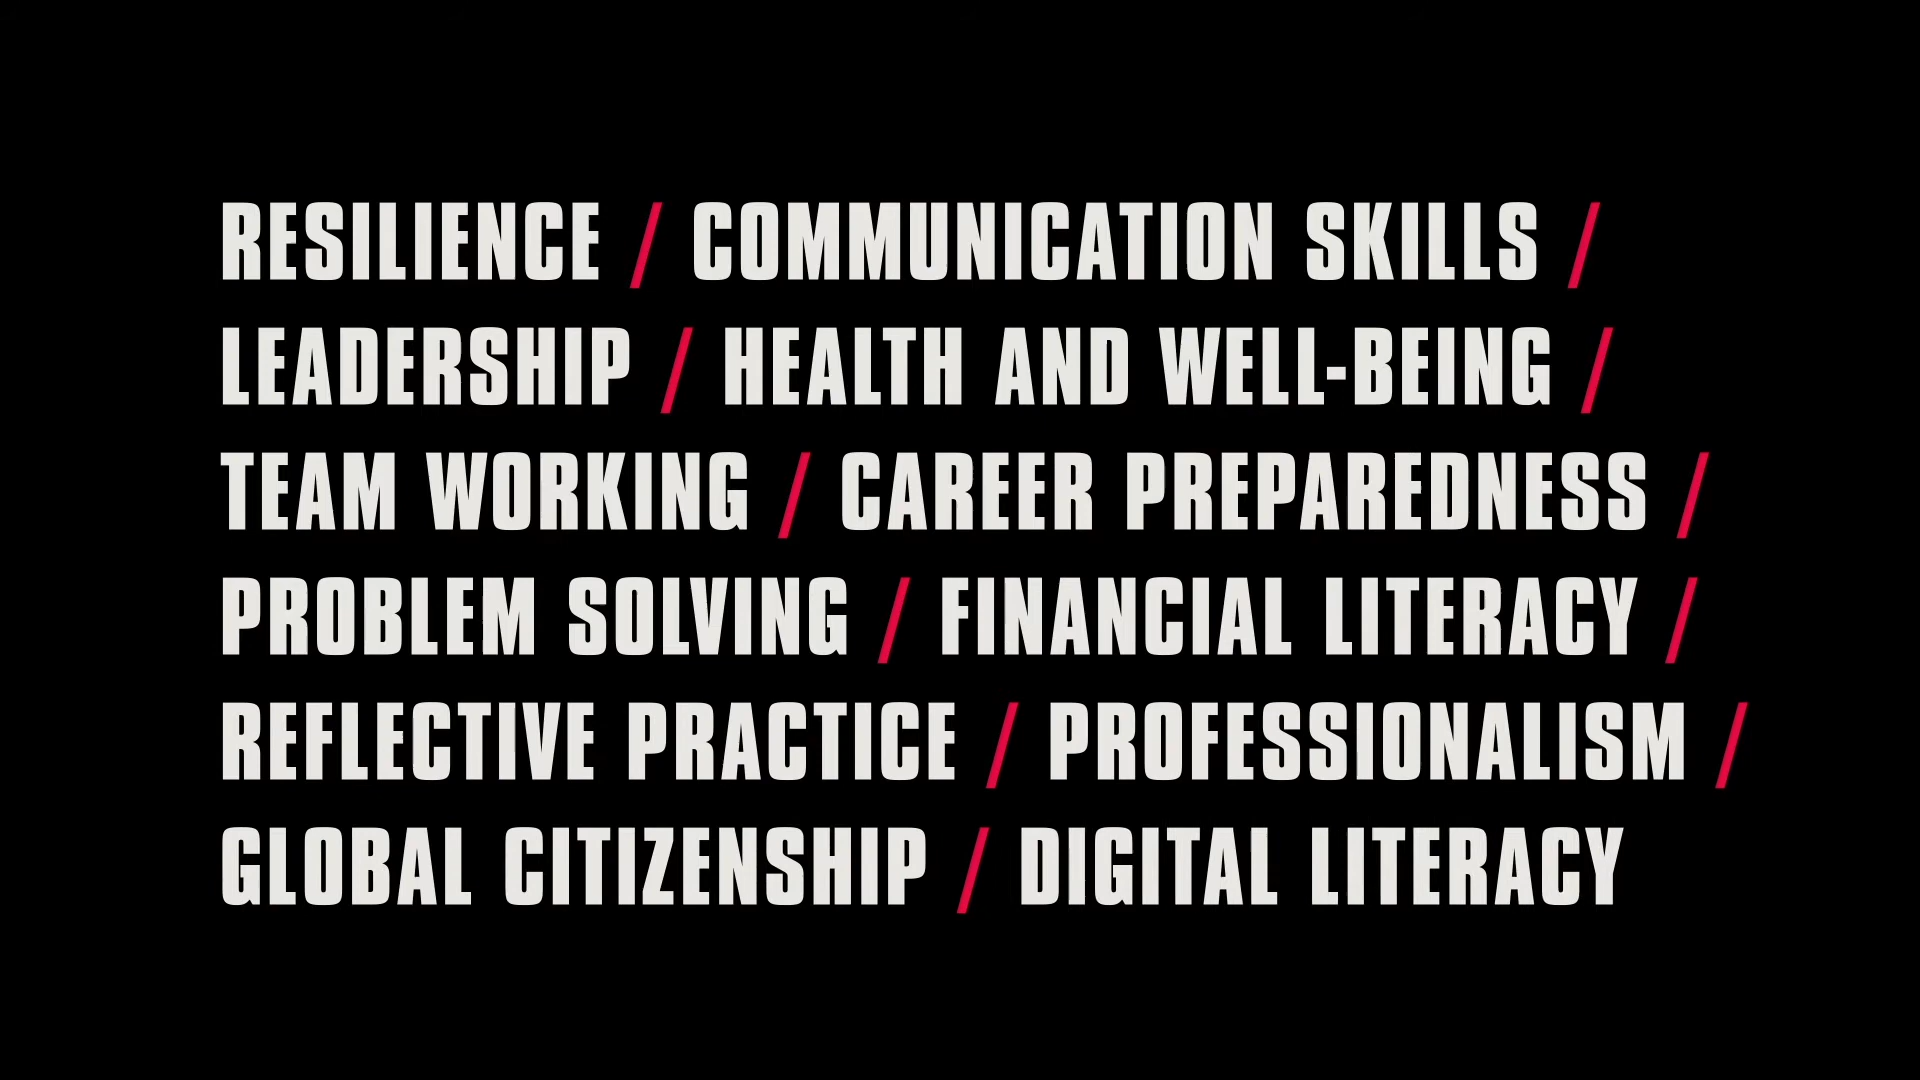 RESILIENCE / COMMUNICATION SKILLS /
LEADERSHIP / HEALTH AND WELL-BEING /
TEAM WORKING / CAREER PREPAREDNESS /
PROBLEM SOLVING / FINANCIAL LITERACY /
REFLECTIVE PRACTICE / PROFESSIONALISM /
GLOBAL CITIZENSHIP / DIGITAL LITERACY